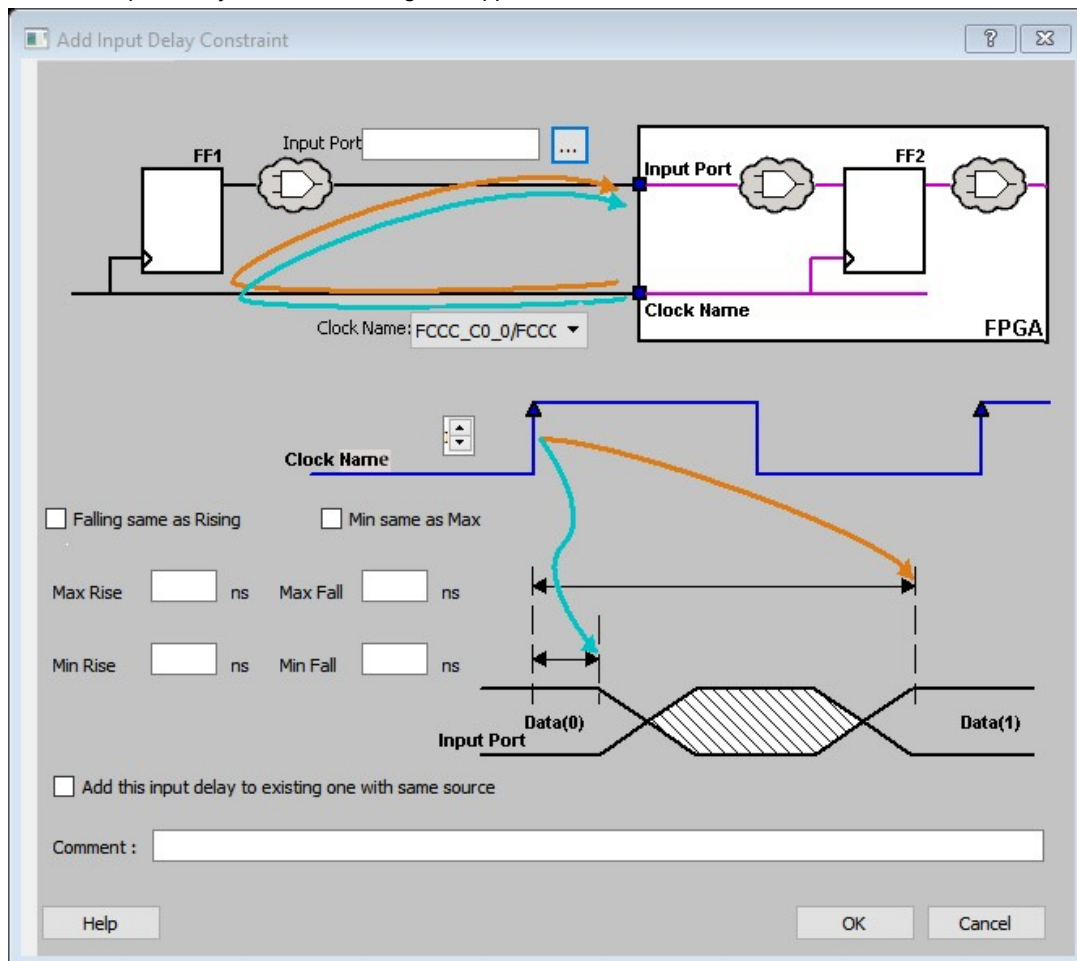 Add Input Delay Constraint
Input Port
...
FF1
Input Port
FF2
Clock Name
Clock Name: FCCC_C0_0/FCCC
FPGA
Clock Name
Falling same as Rising
Min same as Max
Max Rise ns Max Fall ns
Min Rise ns Min Fall ns
Data(0)
Data(1)
Input Port
Add this input delay to existing one with same source
Comment :
Help
OK
Cancel